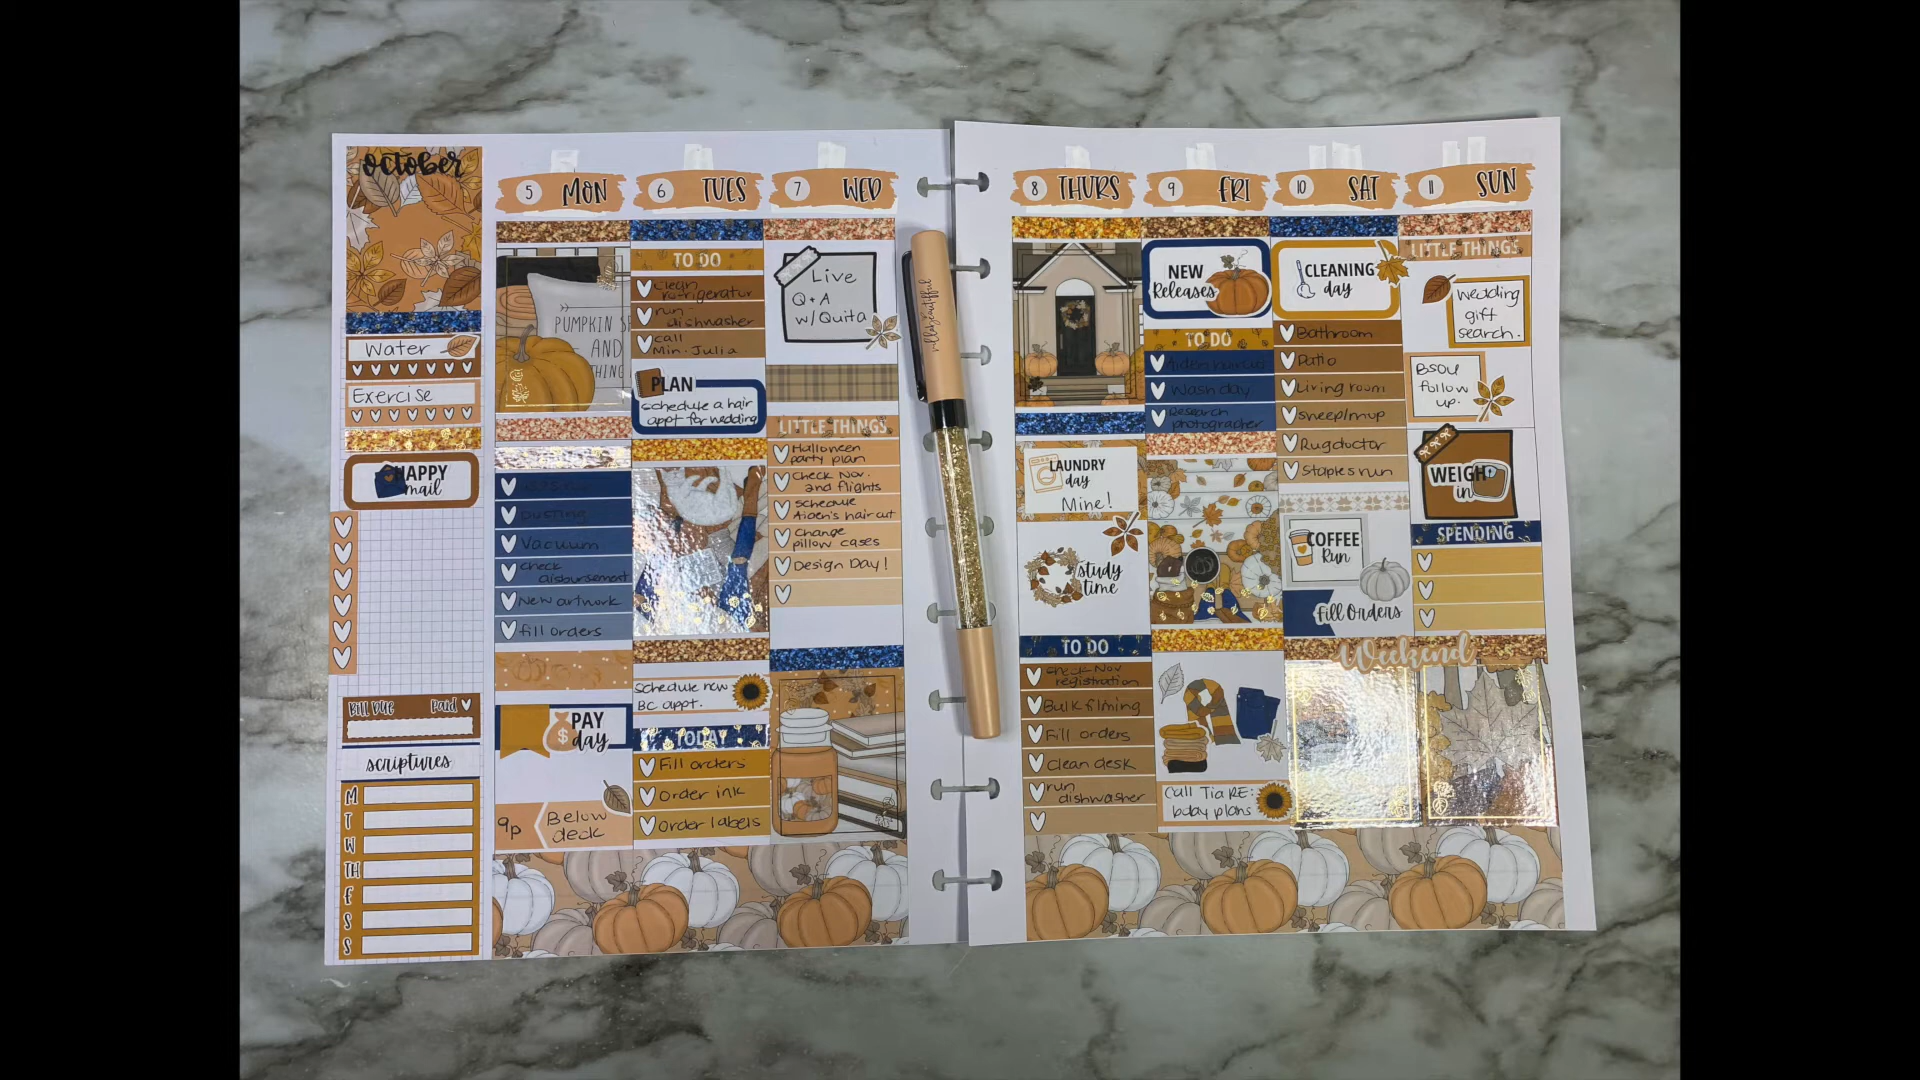 october
Water
Exercise
HAPPY
mail
Bill Due Paid
scriptures
M
T
W
TH
F
S
S
5 MON
PUMPKIN
AND
Dusting
Vacuum
Check
disbursement
New artwork
fill orders
PAY
day
9p Below
deck
6 TUES
TO DO
clean
refrigerator
run
dishwasher
call
Min. Julia
PLAN
Schedule a hair
appt for wedding
Schedule new
BC appt.
TODAY
Fill orders
Order ink
Order labels
7 WED
Live
Q + A
w/ Quita
LITTLE THINGS
Halloween
party plan
Check Nov.
and flights
Schedule
Aiden's haircut
Change
pillow cases
Design Day!
villabeautifful
8 THURS
LAUNDRY
day
Mine!
study
time
TO DO
Check Nov
registration
Bulk filming
Fill orders
Clean desk
run
dishwasher
9 FRI
NEW
Releases
TO DO
Aiden haircut
Wash day
Research
photographer
Call Tia RE:
bday plans
10 SAT
CLEANING
day
Bathroom
Patio
Living room
sweep/mop
Rugdoctor
Staples run
COFFEE
Run
Fill Orders
Weekend
11 SUN
LITTLE THINGS
Wedding
gift
search.
BSOU
follow
up.
WEIGH
in
SPENDING